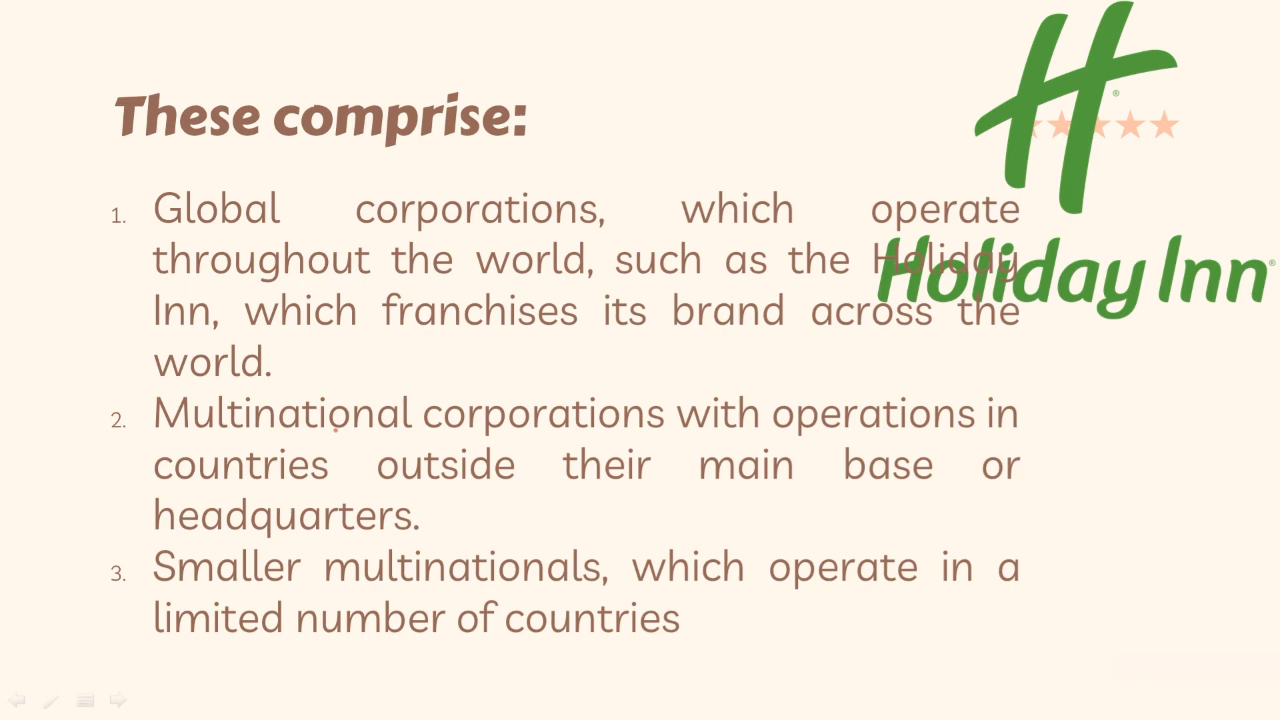 These comprise:
1. Global corporations, which operate
throughout the world, such as the Holiday
Inn, which franchises its brand across the
world.
2. Multinational corporations with operations in
countries outside their main base or
headquarters.
3. Smaller multinationals, which operate in a
limited number of countries
H ®
Holiday Inn®